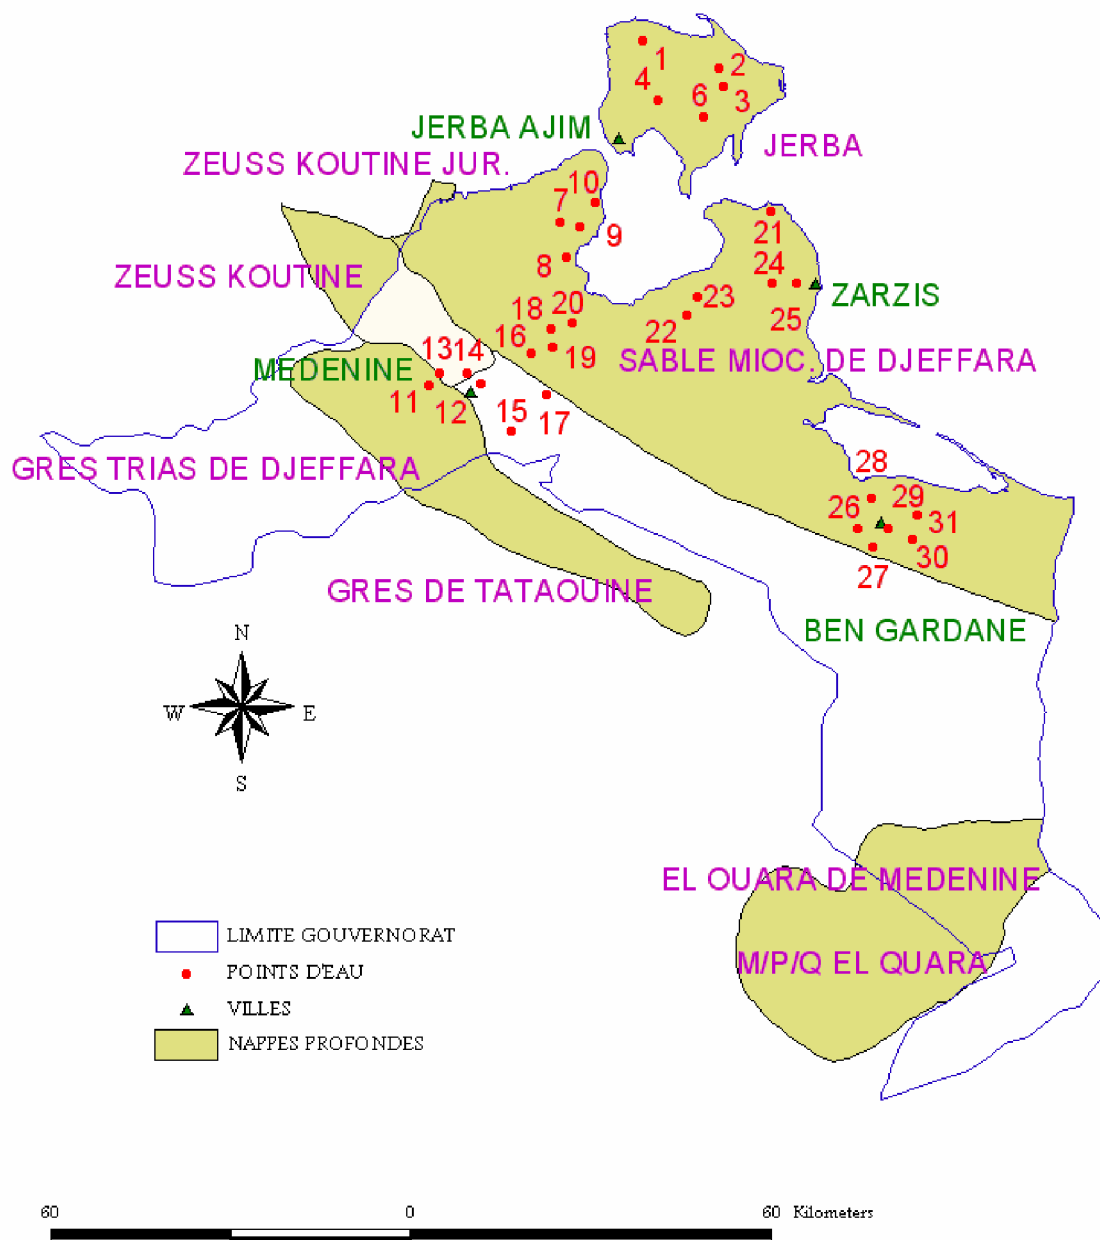 1
2
4
6
3
JERBA AJIM
JERBA
ZEUSS KOUTINE JUR.
10
7
9
21
8
24
ZEUSS KOUTINE
ZARZIS
23
18
20
25
22
16
13
14
19
SABLE MIOC. DE DJEFFARA
MEDENINE
11
12
15
17
28
GRES TRIAS DE DJEFFARA
29
26
31
30
27
GRES DE TATAOUINE
BEN GARDANE
N
W
E
S
EL OUARA DE MEDENINE
LIMITE GOUVERNORAT
M/P/Q EL QUARA
POINTS D'EAU
VILLES
NAPPES PROFONDES
60
0
60 Kilometers